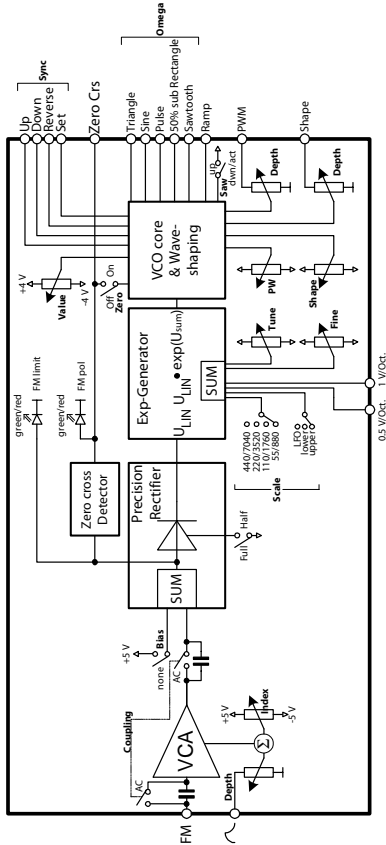 Up
Down
Reverse
Set
Sync
Zero Crs
Triangle
Sine
Pulse
50% sub Rectangle
Sawtooth
Ramp
Omega
PWM
Shape
+4 V
Value
-4 V
On
Off
Zero
VCO core
& Wave-
shaping
up
dwn/act
Saw
Depth
Depth
PW
Shape
Tune
Fine
green/red
FM limit
green/red
FM pol
Zero cross
Detector
Exp-Generator
U LIN U LIN • exp(Usum)
SUM
440/7040
220/3520
110/1760
55/880
LFO
lower
upper
Scale
1 V/Oct.
0.5 V/Oct.
Precision
Rectifier
SUM
Half
Full
+5 V
none
Bias
AC
Coupling
VCA
AC
FM
Depth
Σ
+5 V
Index
-5 V